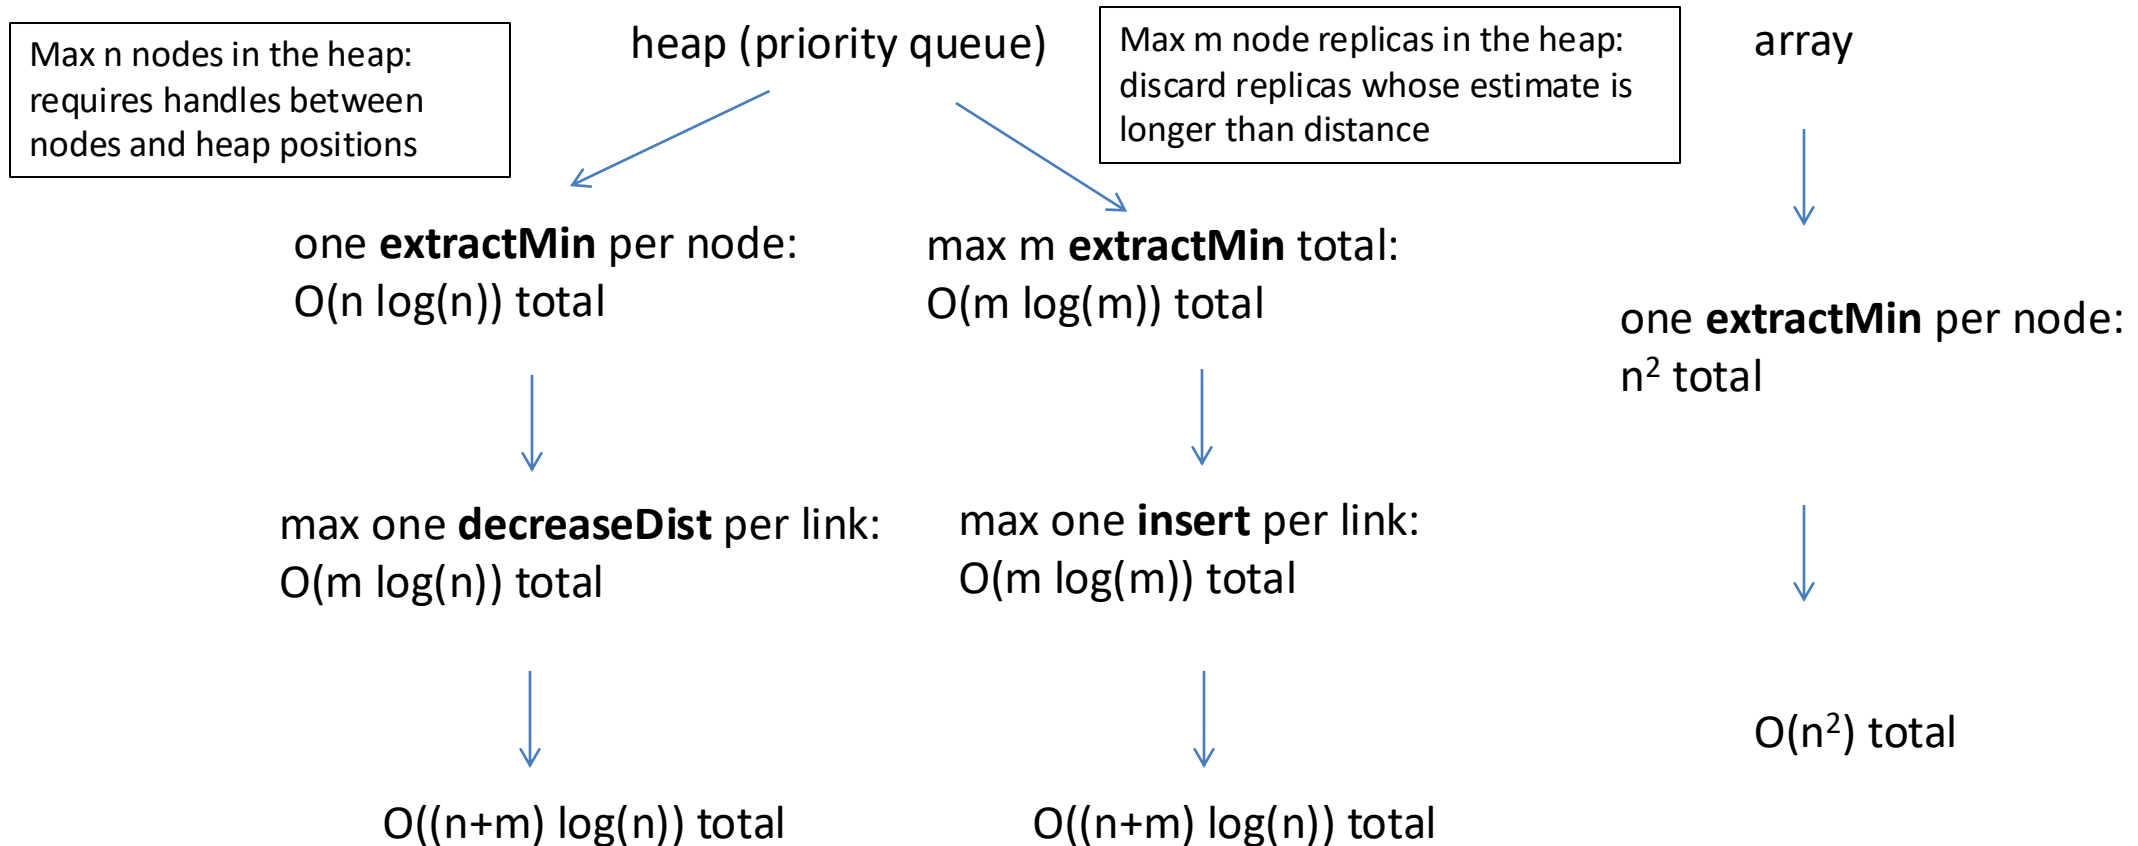 Max n nodes in the heap:
requires handles between
nodes and heap positions
heap (priority queue)
Max m node replicas in the heap:
discard replicas whose estimate is
longer than distance
array
one extractMin per node:
O(n log(n)) total
max m extractMin total:
O(m log(m)) total
one extractMin per node:
n² total
max one decreaseDist per link:
O(m log(n)) total
max one insert per link:
O(m log(m)) total
O(n²) total
O((n+m) log(n)) total
O((n+m) log(n)) total